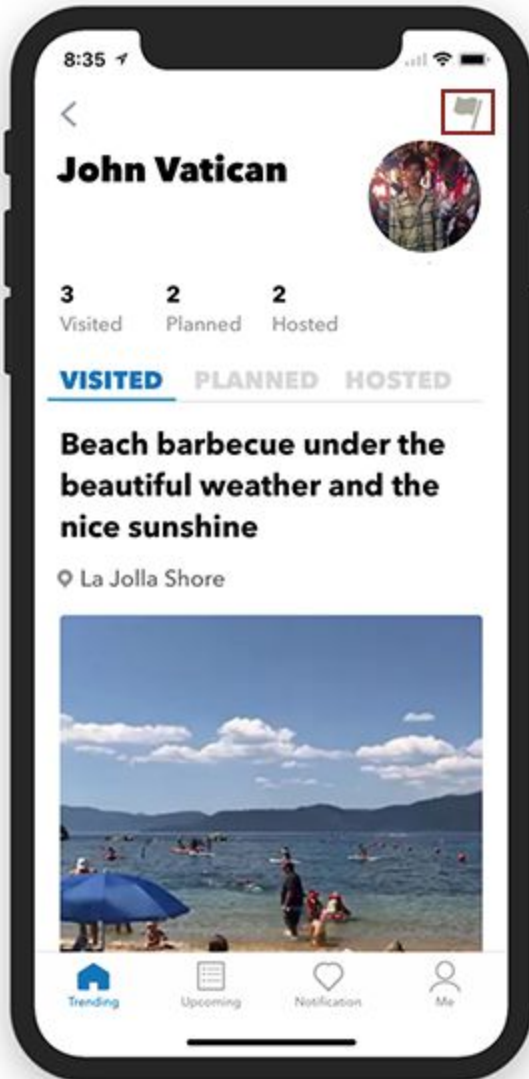 8:35
John Vatican
3 2 2
Visited Planned Hosted
VISITED PLANNED HOSTED
Beach barbecue under the
beautiful weather and the
nice sunshine
La Jolla Shore
Trending Upcoming Notification Me